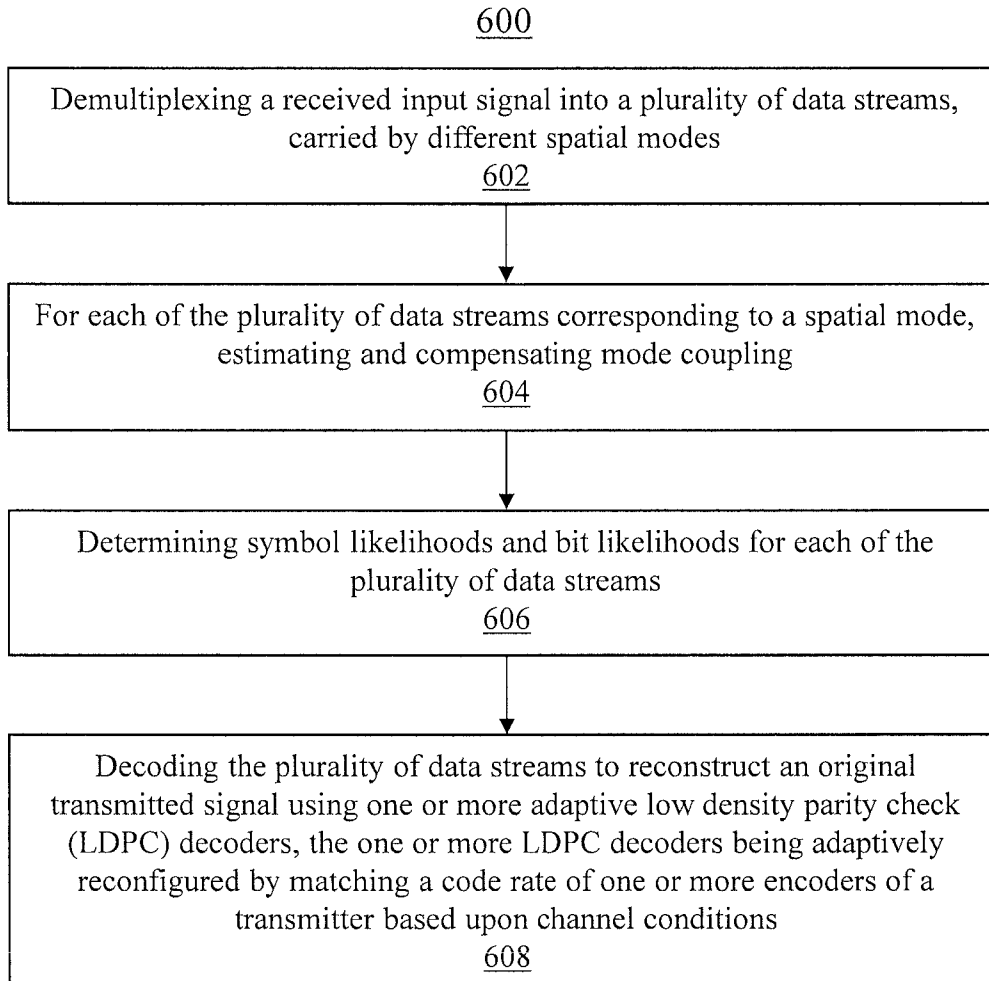 600
Demultiplexing a received input signal into a plurality of data streams,
carried by different spatial modes
602
For each of the plurality of data streams corresponding to a spatial mode,
estimating and compensating mode coupling
604
Determining symbol likelihoods and bit likelihoods for each of the
plurality of data streams
606
Decoding the plurality of data streams to reconstruct an original
transmitted signal using one or more adaptive low density parity check
(LDPC) decoders, the one or more LDPC decoders being adaptively
reconfigured by matching a code rate of one or more encoders of a
transmitter based upon channel conditions
608